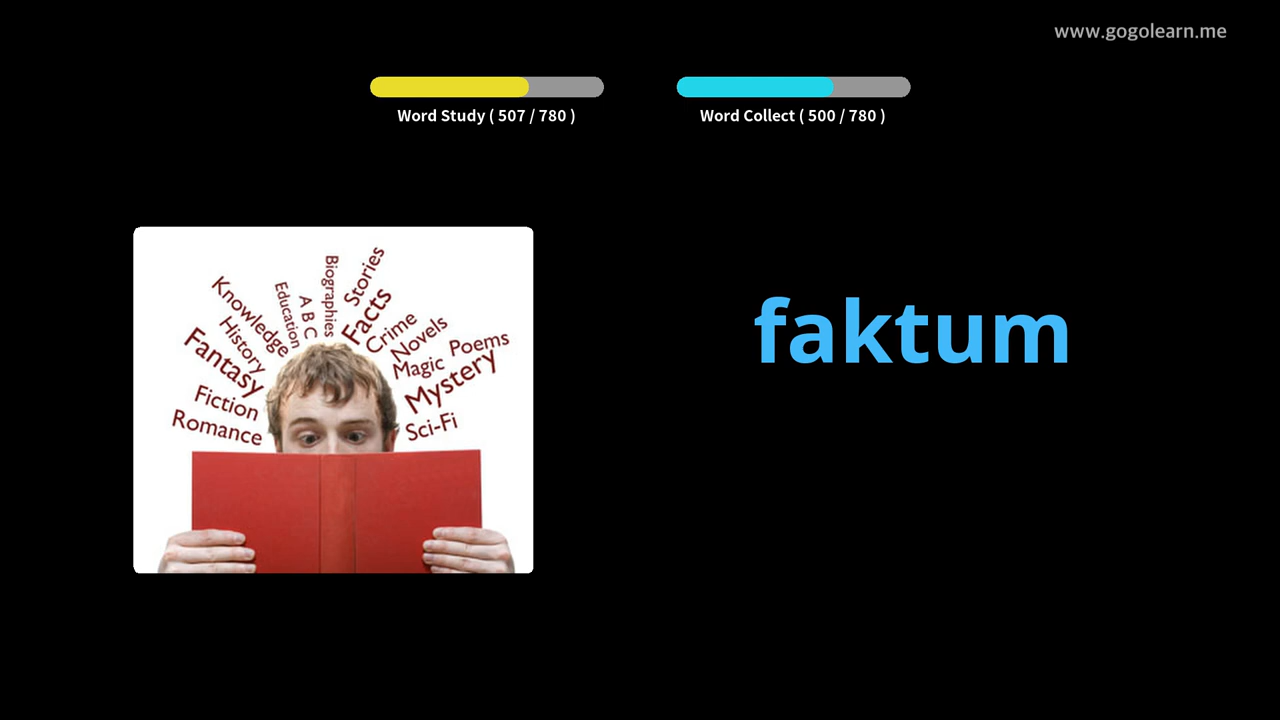 www.gogolearn.me
Word Study ( 507 / 780 )
Word Collect ( 500 / 780 )
Biographies
Stories
Education
A B C
Facts
Knowledge
Crime
History
Novels
Poems
Fantasy
Magic
Mystery
Fiction
Romance
Sci-Fi
faktum